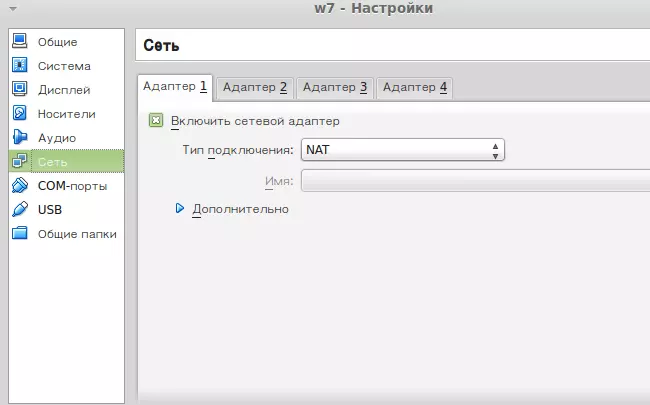 w7 - Настройки
Общие
Система
Дисплей
Носители
Аудио
Сеть
COM-порты
USB
Общие папки
Сеть
Адаптер 1
Адаптер 2
Адаптер 3
Адаптер 4
Включить сетевой адаптер
Тип подключения: NAT
Имя:
Дополнительно